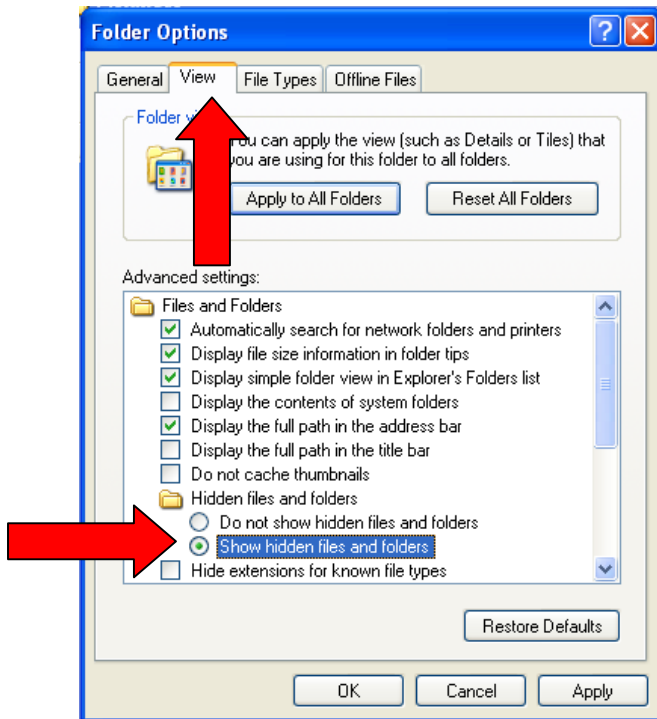 Folder Options
General View File Types Offline Files
Folder
You can apply the view (such as Details or Tiles) that
you are using for this folder to all folders.
Apply to All Folders Reset All Folders
Advanced settings:
Files and Folders
Automatically search for network folders and printers
Display file size information in folder tips
Display simple folder view in Explorer's Folders list
Display the contents of system folders
Display the full path in the address bar
Display the full path in the title bar
Do not cache thumbnails
Hidden files and folders
Do not show hidden files and folders
Show hidden files and folders
Hide extensions for known file types
Restore Defaults
OK Cancel Apply